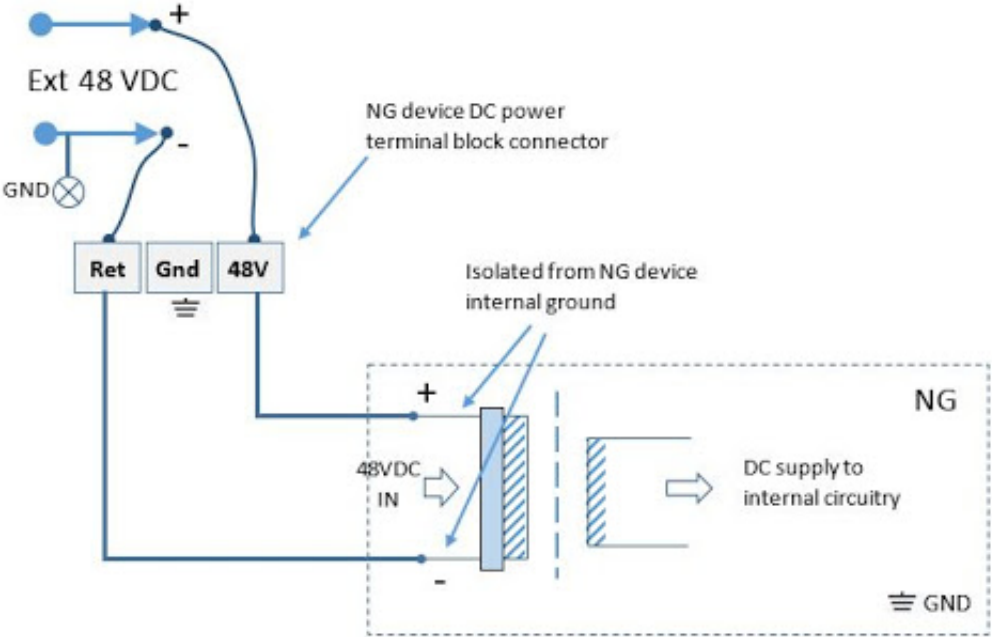 +
Ext 48 VDC
-
GND
NG device DC power
terminal block connector
Ret
Gnd
48V
Isolated from NG device
internal ground
+
NG
48VDC
IN
DC supply to
internal circuitry
-
GND